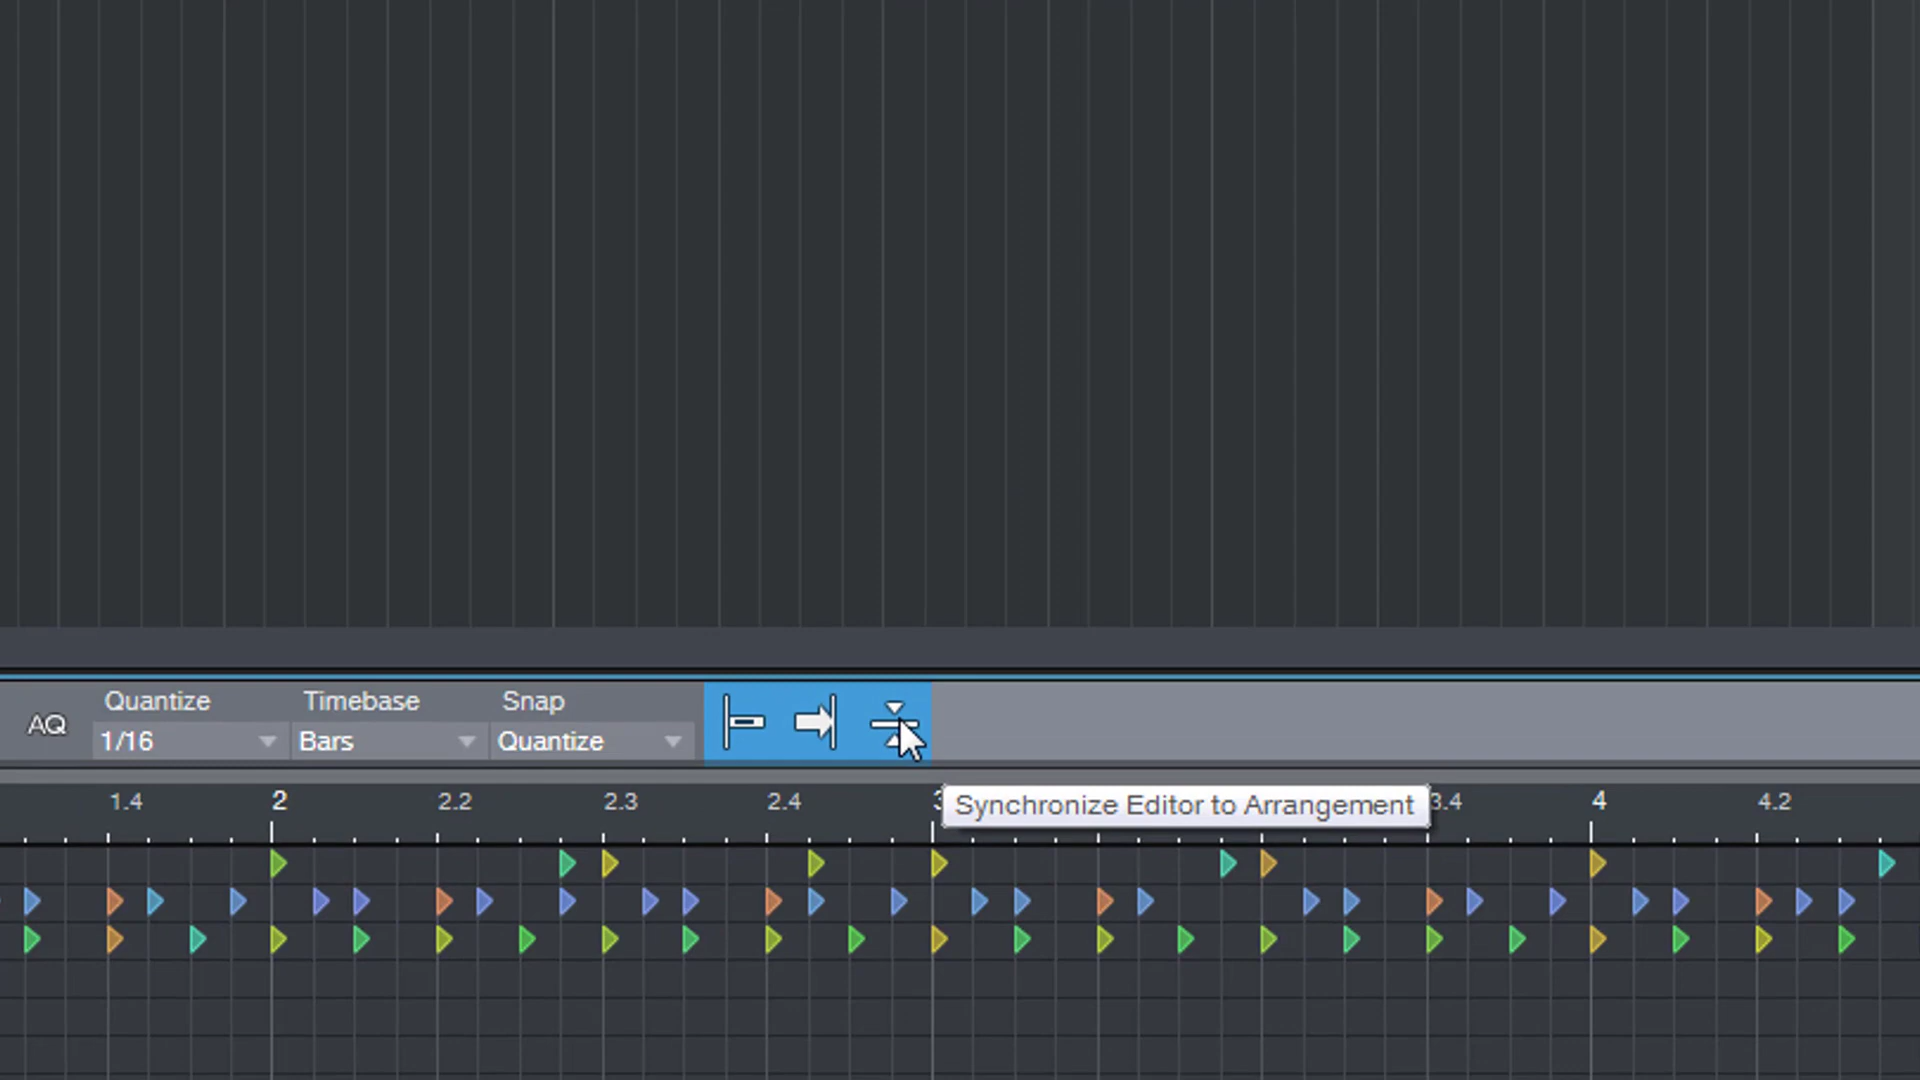 AQ
Quantize
1/16
Timebase
Bars
Snap
Quantize
1.4
2
2.2
2.3
2.4
Synchronize Editor to Arrangement
3.4
4
4.2